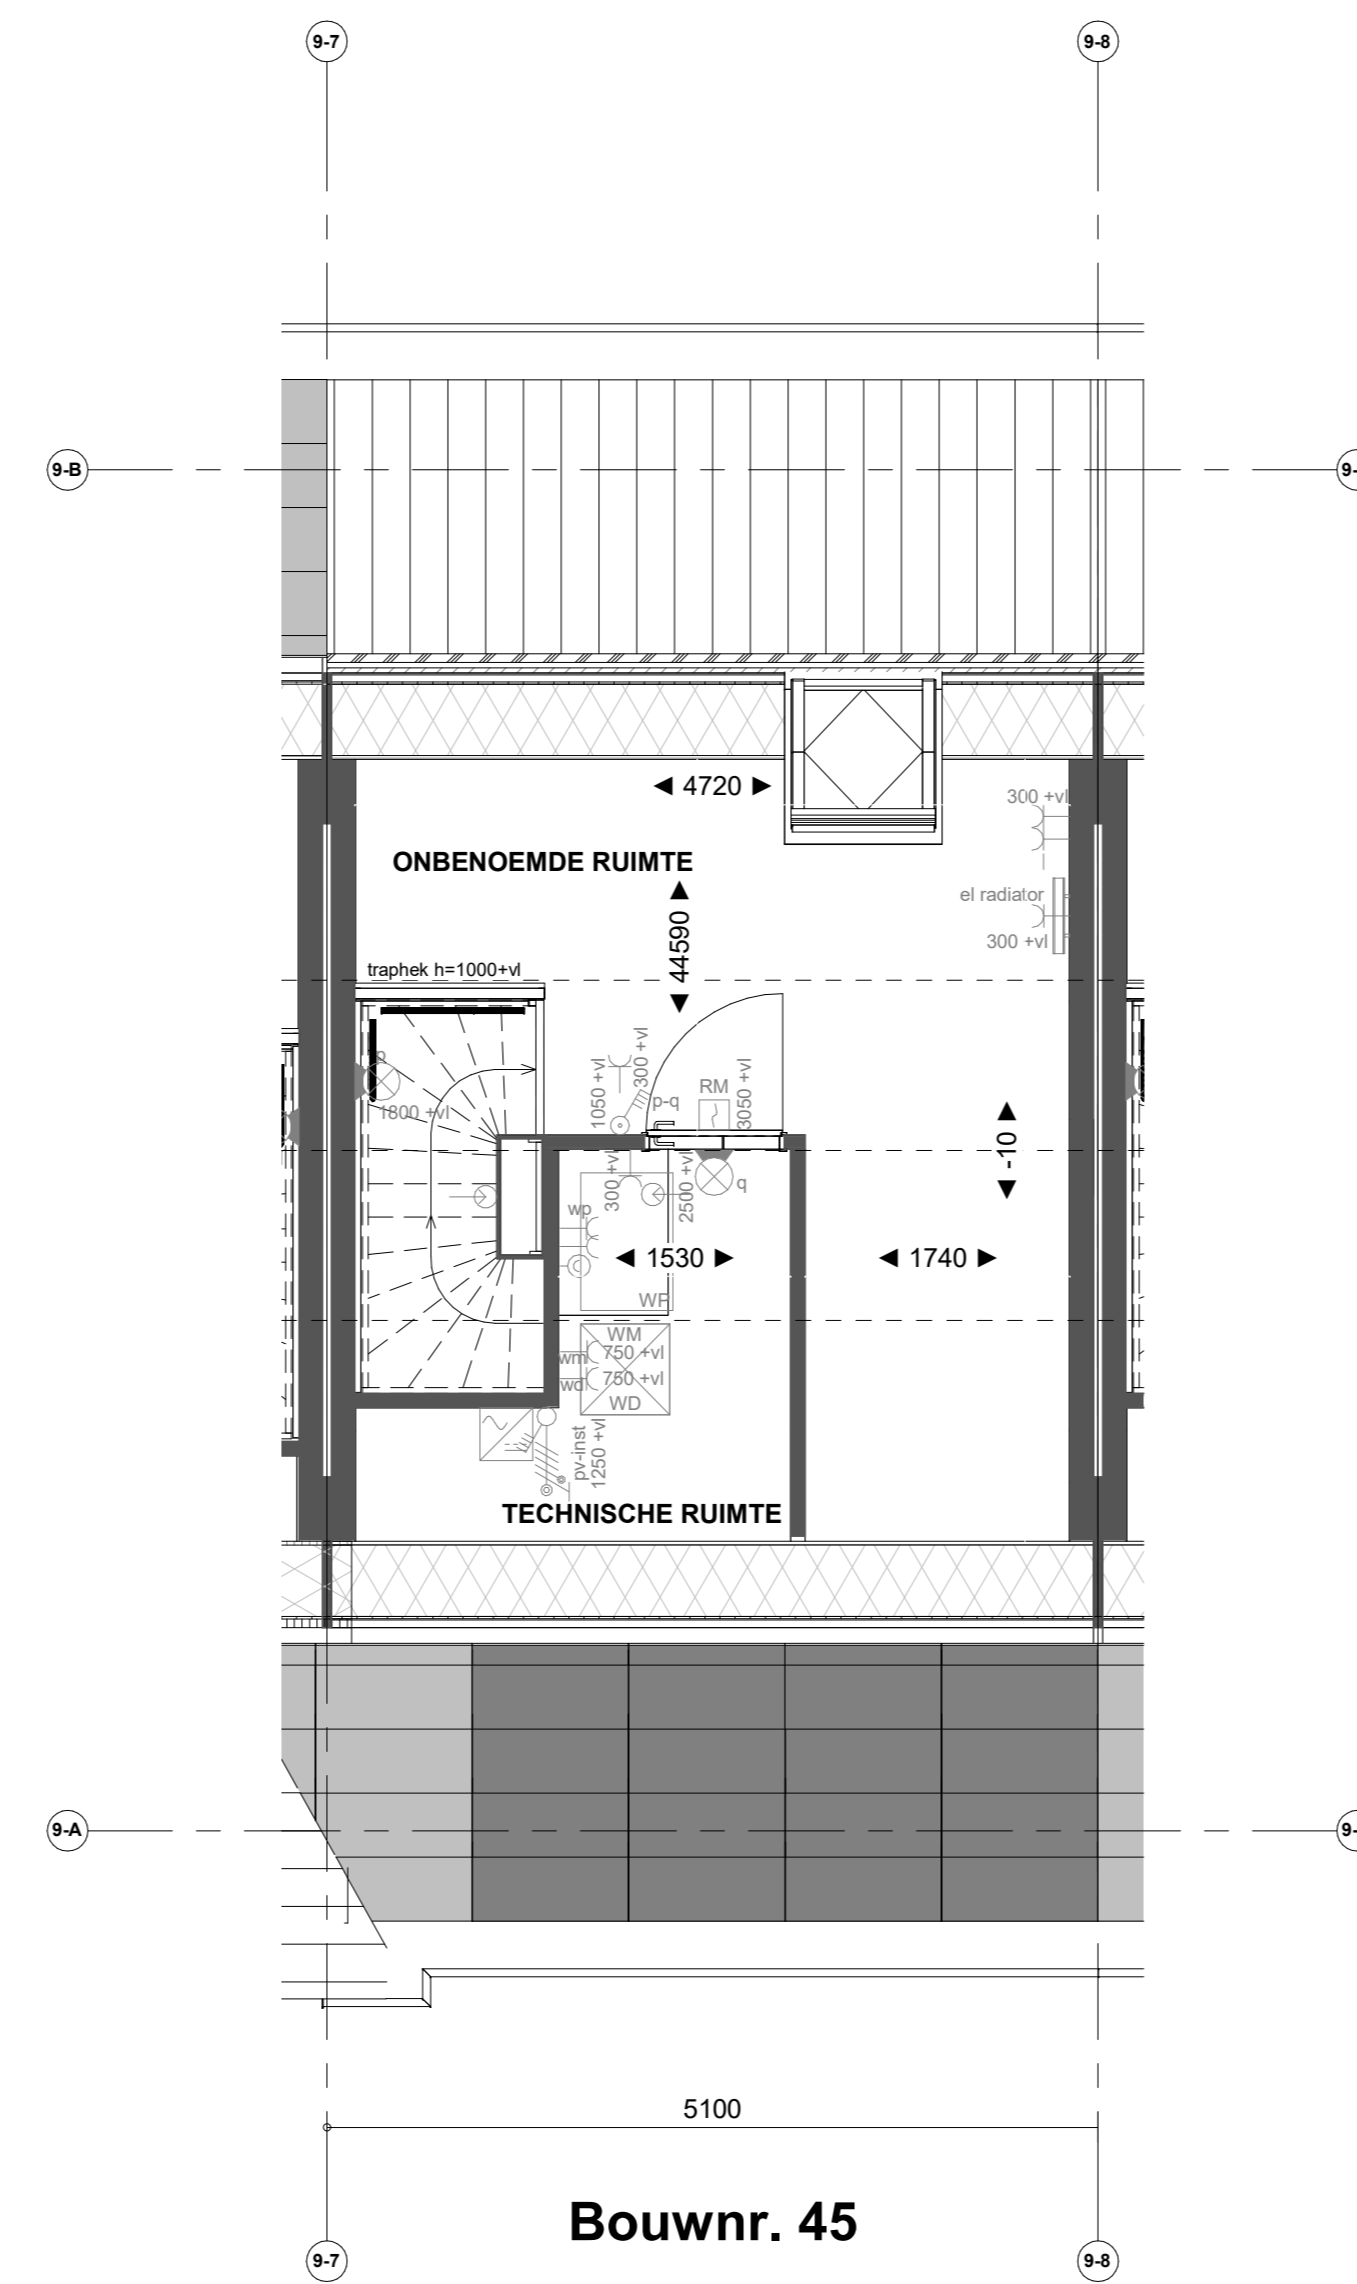 9-7
9-8
9-B
9-
4720
300 +vl
ONBENOEMDE RUIMTE
el radiator
44590
300 +vl
traphek h=1000+vl
p
1800 +vl
1050 +vl
300 +vl
p-q
RM
3050 +vl
-10
300 +vl
2500 +vl
q
wp
1530
1740
WP
WM
wm
750 +vl
wd
750 +vl
WD
pv-inst
1250 +vl
TECHNISCHE RUIMTE
9-A
9-
5100
Bouwnr. 45
9-7
9-8